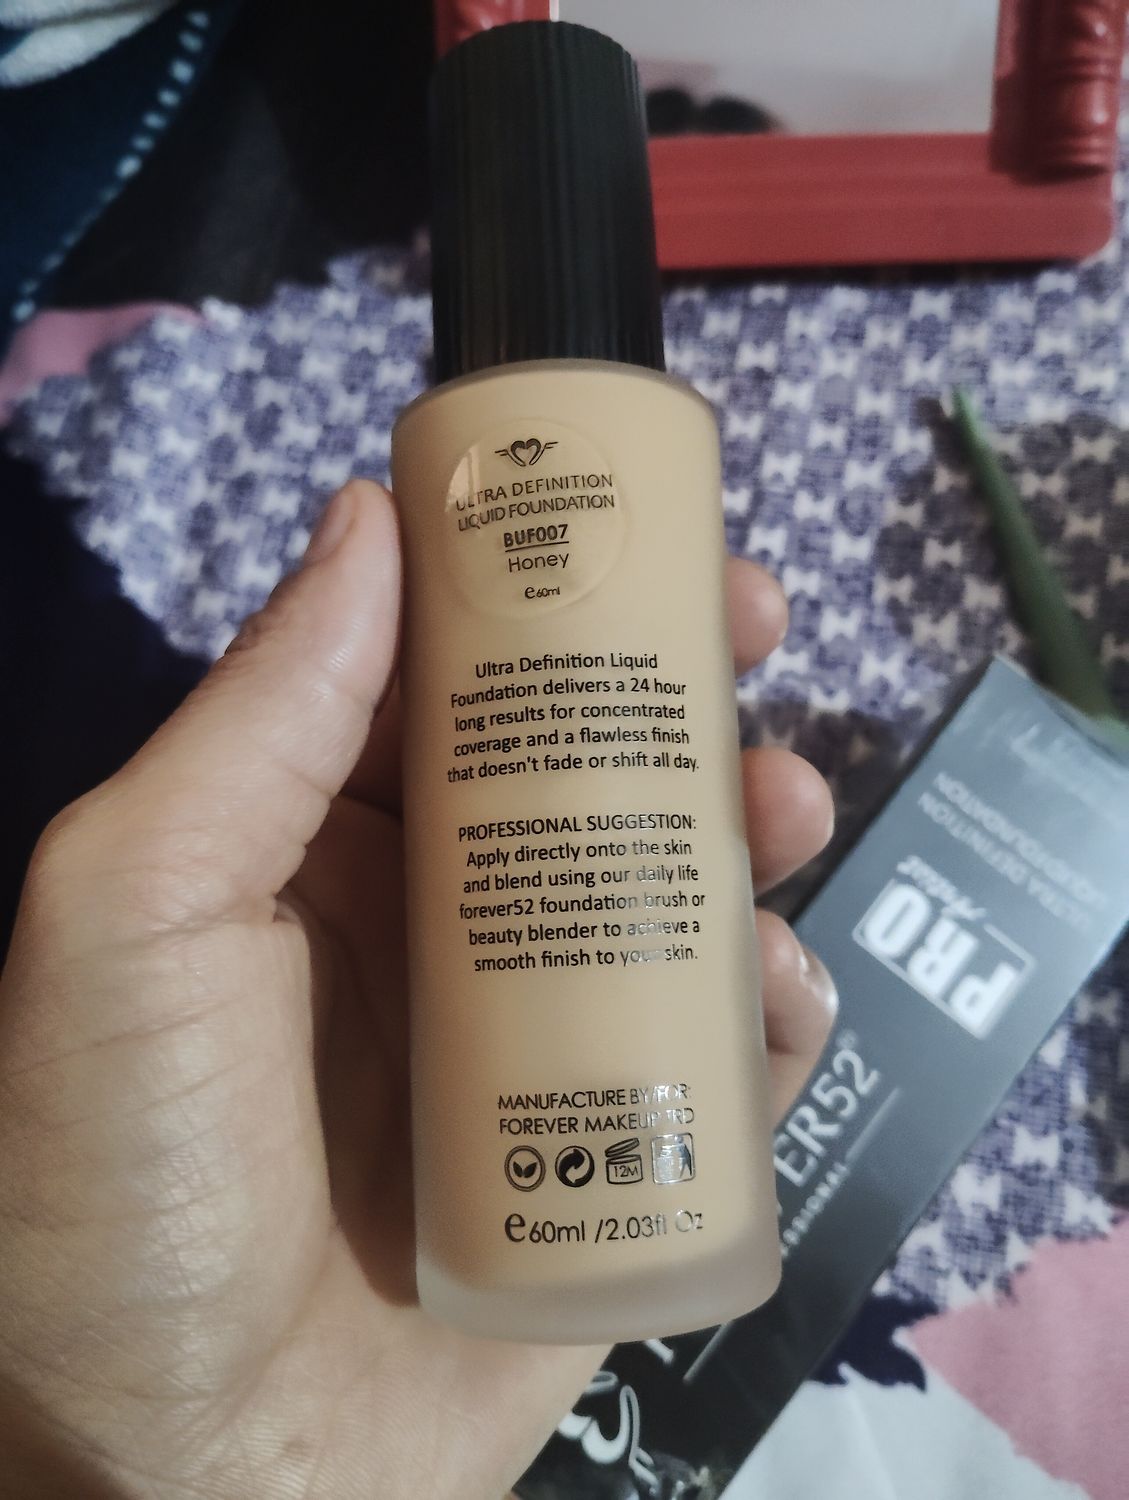 ULTRA DEFINITION
LIQUID FOUNDATION
BUF007
Honey
e60ml
Ultra Definition Liquid
Foundation delivers a 24 hour
long results for concentrated
coverage and a flawless finish
that doesn't fade or shift all day.
PROFESSIONAL SUGGESTION:
Apply directly onto the skin
and blend using our daily life
forever52 foundation brush or
beauty blender to achieve a
smooth finish to your skin.
MANUFACTURE BY/FOR:
FOREVER MAKEUP TRD
12M
e60ml /2.03fl Oz
ULTRA DEFINITION
FOUNDATION
PRO
Artist
ER52®